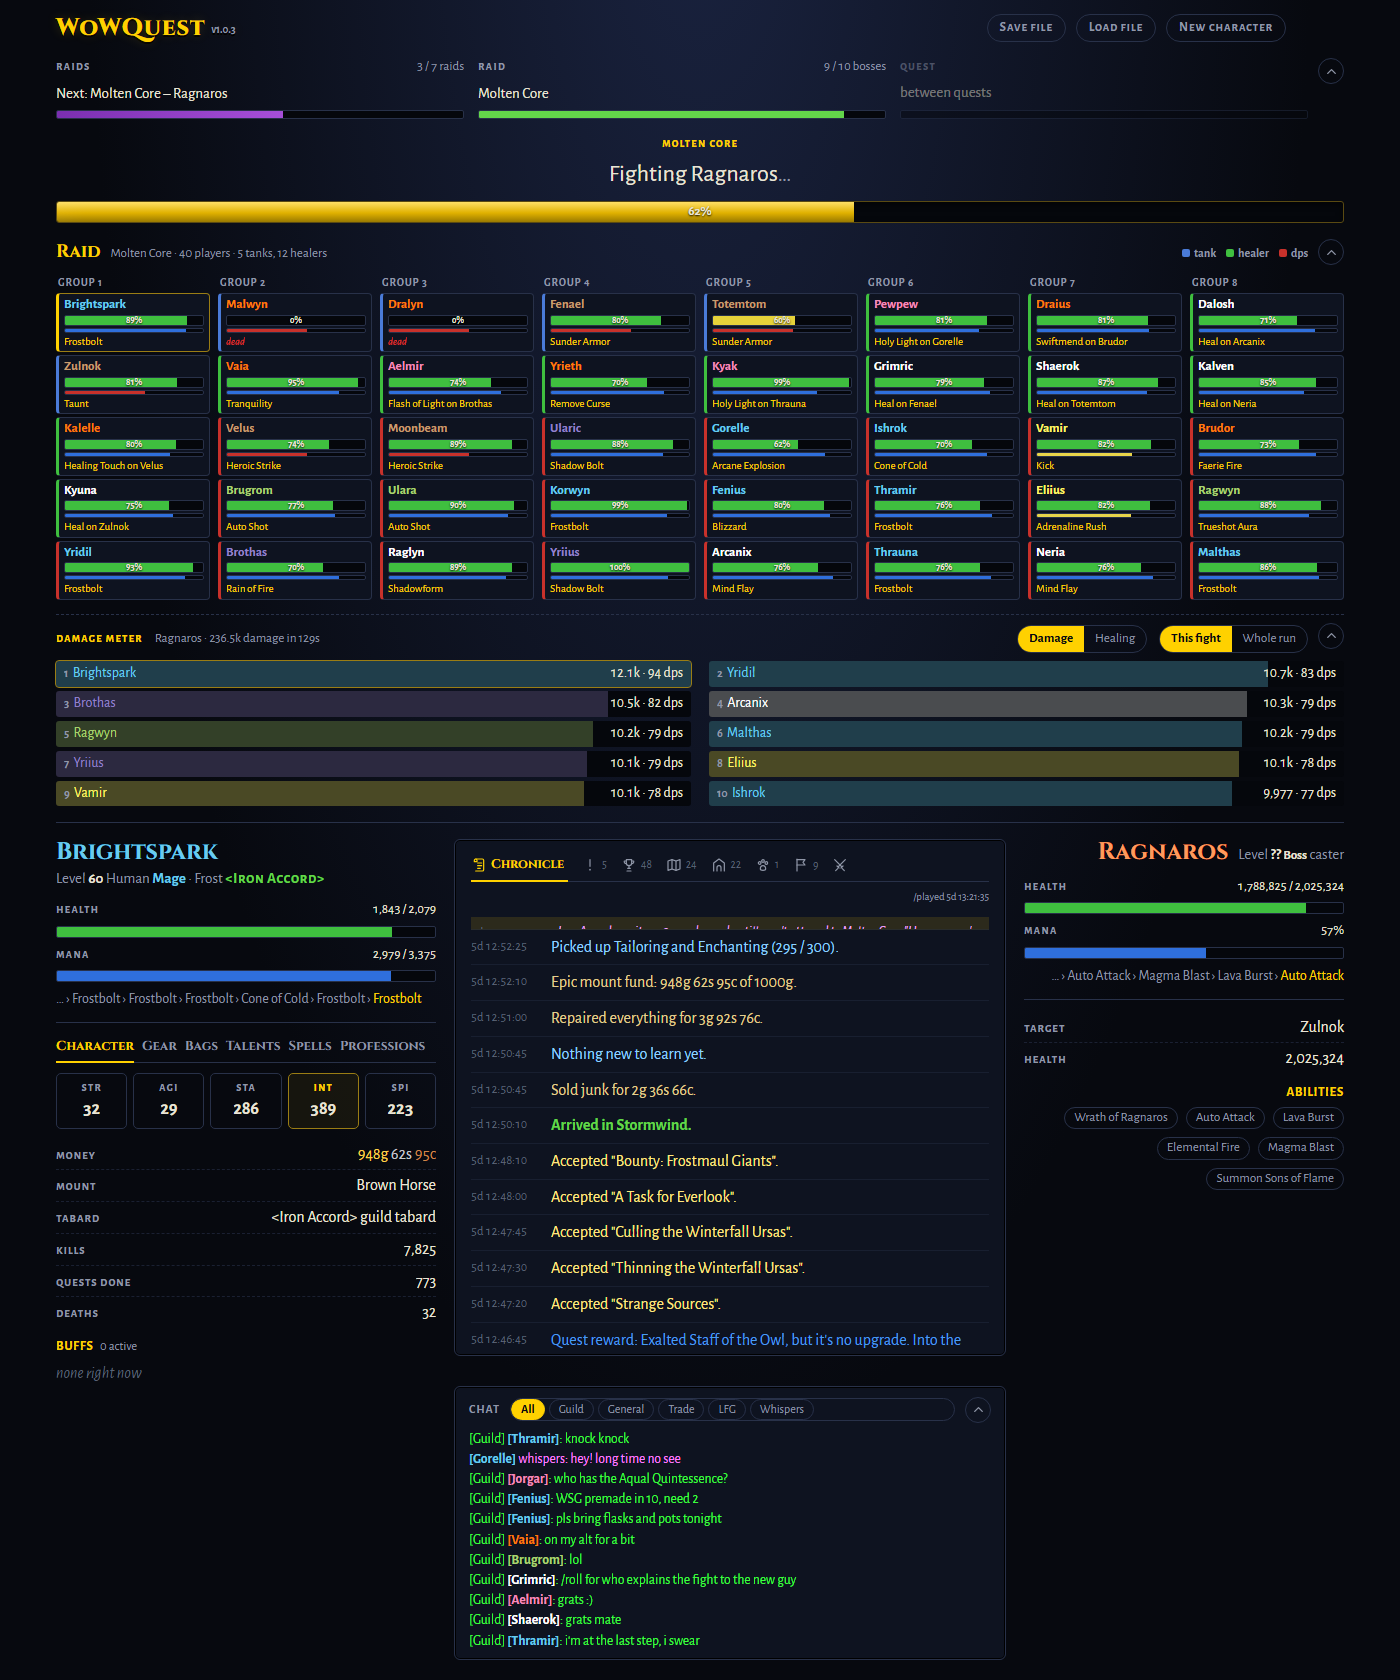 WoWQuest v1.0.3
Save file Load file New character
RAIDS 3 / 7 raids
Next: Molten Core – Ragnaros
RAID 9 / 10 bosses
Molten Core
QUEST
between quests
MOLTEN CORE
Fighting Ragnaros...
62%
Raid Molten Core · 40 players · 5 tanks, 12 healers
tank healer dps
GROUP 1 GROUP 2 GROUP 3 GROUP 4 GROUP 5 GROUP 6 GROUP 7 GROUP 8
Brightspark Malwyn Dralyn Fenael Totemtom Pewpew Draius Dalosh
89% 0% 0% 80% 60% 81% 81% 71%
Frostbolt dead dead Sunder Armor Sunder Armor Holy Light on Gorelle Swiftmend on Brudor Heal on Arcanix
Zulnok Vaia Aelmir Yrieth Kyak Grimric Shaerok Kalven
81% 95% 74% 70% 99% 79% 87% 85%
Taunt Tranquility Flash of Light on Brothas Remove Curse Holy Light on Thrauna Heal on Fenael Heal on Totemtom Heal on Neria
Kalelle Velus Moonbeam Ularic Gorelle Ishrok Vamir Brudor
80% 74% 89% 88% 62% 70% 82% 73%
Healing Touch on Velus Heroic Strike Heroic Strike Shadow Bolt Arcane Explosion Cone of Cold Kick Faerie Fire
Kyuna Brugrom Ulara Korwyn Fenius Thramir Eliius Ragwyn
75% 77% 90% 99% 80% 76% 82% 88%
Heal on Zulnok Auto Shot Auto Shot Frostbolt Blizzard Frostbolt Adrenaline Rush Trueshot Aura
Yridil Brothas Raglyn Yriius Arcanix Thrauna Neria Malthas
93% 70% 89% 100% 76% 76% 76% 86%
Frostbolt Rain of Fire Shadowform Shadow Bolt Mind Flay Frostbolt Mind Flay Frostbolt
DAMAGE METER Ragnaros · 236.5k damage in 129s
Damage Healing This fight Whole run
1 Brightspark 12.1k · 94 dps
2 Yridil 10.7k · 83 dps
3 Brothas 10.5k · 82 dps
4 Arcanix 10.3k · 79 dps
5 Ragwyn 10.2k · 79 dps
6 Malthas 10.2k · 79 dps
7 Yriius 10.1k · 79 dps
8 Eliius 10.1k · 78 dps
9 Vamir 10.1k · 78 dps
10 Ishrok 9,977 · 77 dps
Brightspark
Level 60 Human Mage · Frost <Iron Accord>
HEALTH 1,843 / 2,079
MANA 2,979 / 3,375
... › Frostbolt › Frostbolt › Frostbolt › Cone of Cold › Frostbolt › Frostbolt
Character Gear Bags Talents Spells Professions
STR AGI STA INT SPI
32 29 286 389 223
MONEY 948g 62s 95c
MOUNT Brown Horse
TABARD <Iron Accord> guild tabard
KILLS 7,825
QUESTS DONE 773
DEATHS 32
BUFFS 0 active
none right now
Chronicle 5 48 24 22 1 9
/played 5d 13:21:35
5d 12:52:25 Picked up Tailoring and Enchanting (295 / 300).
5d 12:52:10 Epic mount fund: 948g 62s 95c of 1000g.
5d 12:51:00 Repaired everything for 3g 92s 76c.
5d 12:50:45 Nothing new to learn yet.
5d 12:50:45 Sold junk for 2g 36s 66c.
5d 12:50:10 Arrived in Stormwind.
5d 12:48:10 Accepted "Bounty: Frostmaul Giants".
5d 12:48:00 Accepted "A Task for Everlook".
5d 12:47:45 Accepted "Culling the Winterfall Ursas".
5d 12:47:30 Accepted "Thinning the Winterfall Ursas".
5d 12:47:20 Accepted "Strange Sources".
5d 12:46:45 Quest reward: Exalted Staff of the Owl, but it's no upgrade. Into the
CHAT All Guild General Trade LFG Whispers
[Guild] [Thramir]: knock knock
[Gorelle] whispers: hey! long time no see
[Guild] [Jorgar]: who has the Aqual Quintessence?
[Guild] [Fenius]: WSG premade in 10, need 2
[Guild] [Fenius]: pls bring flasks and pots tonight
[Guild] [Vaia]: on my alt for a bit
[Guild] [Brugrom]: lol
[Guild] [Grimric]: /roll for who explains the fight to the new guy
[Guild] [Aelmir]: grats :)
[Guild] [Shaerok]: grats mate
[Guild] [Thramir]: i'm at the last step, i swear
Ragnaros Level ?? Boss caster
HEALTH 1,788,825 / 2,025,324
MANA 57%
... › Auto Attack › Magma Blast › Lava Burst › Auto Attack
TARGET Zulnok
HEALTH 2,025,324
ABILITIES
Wrath of Ragnaros Auto Attack Lava Burst
Elemental Fire Magma Blast
Summon Sons of Flame